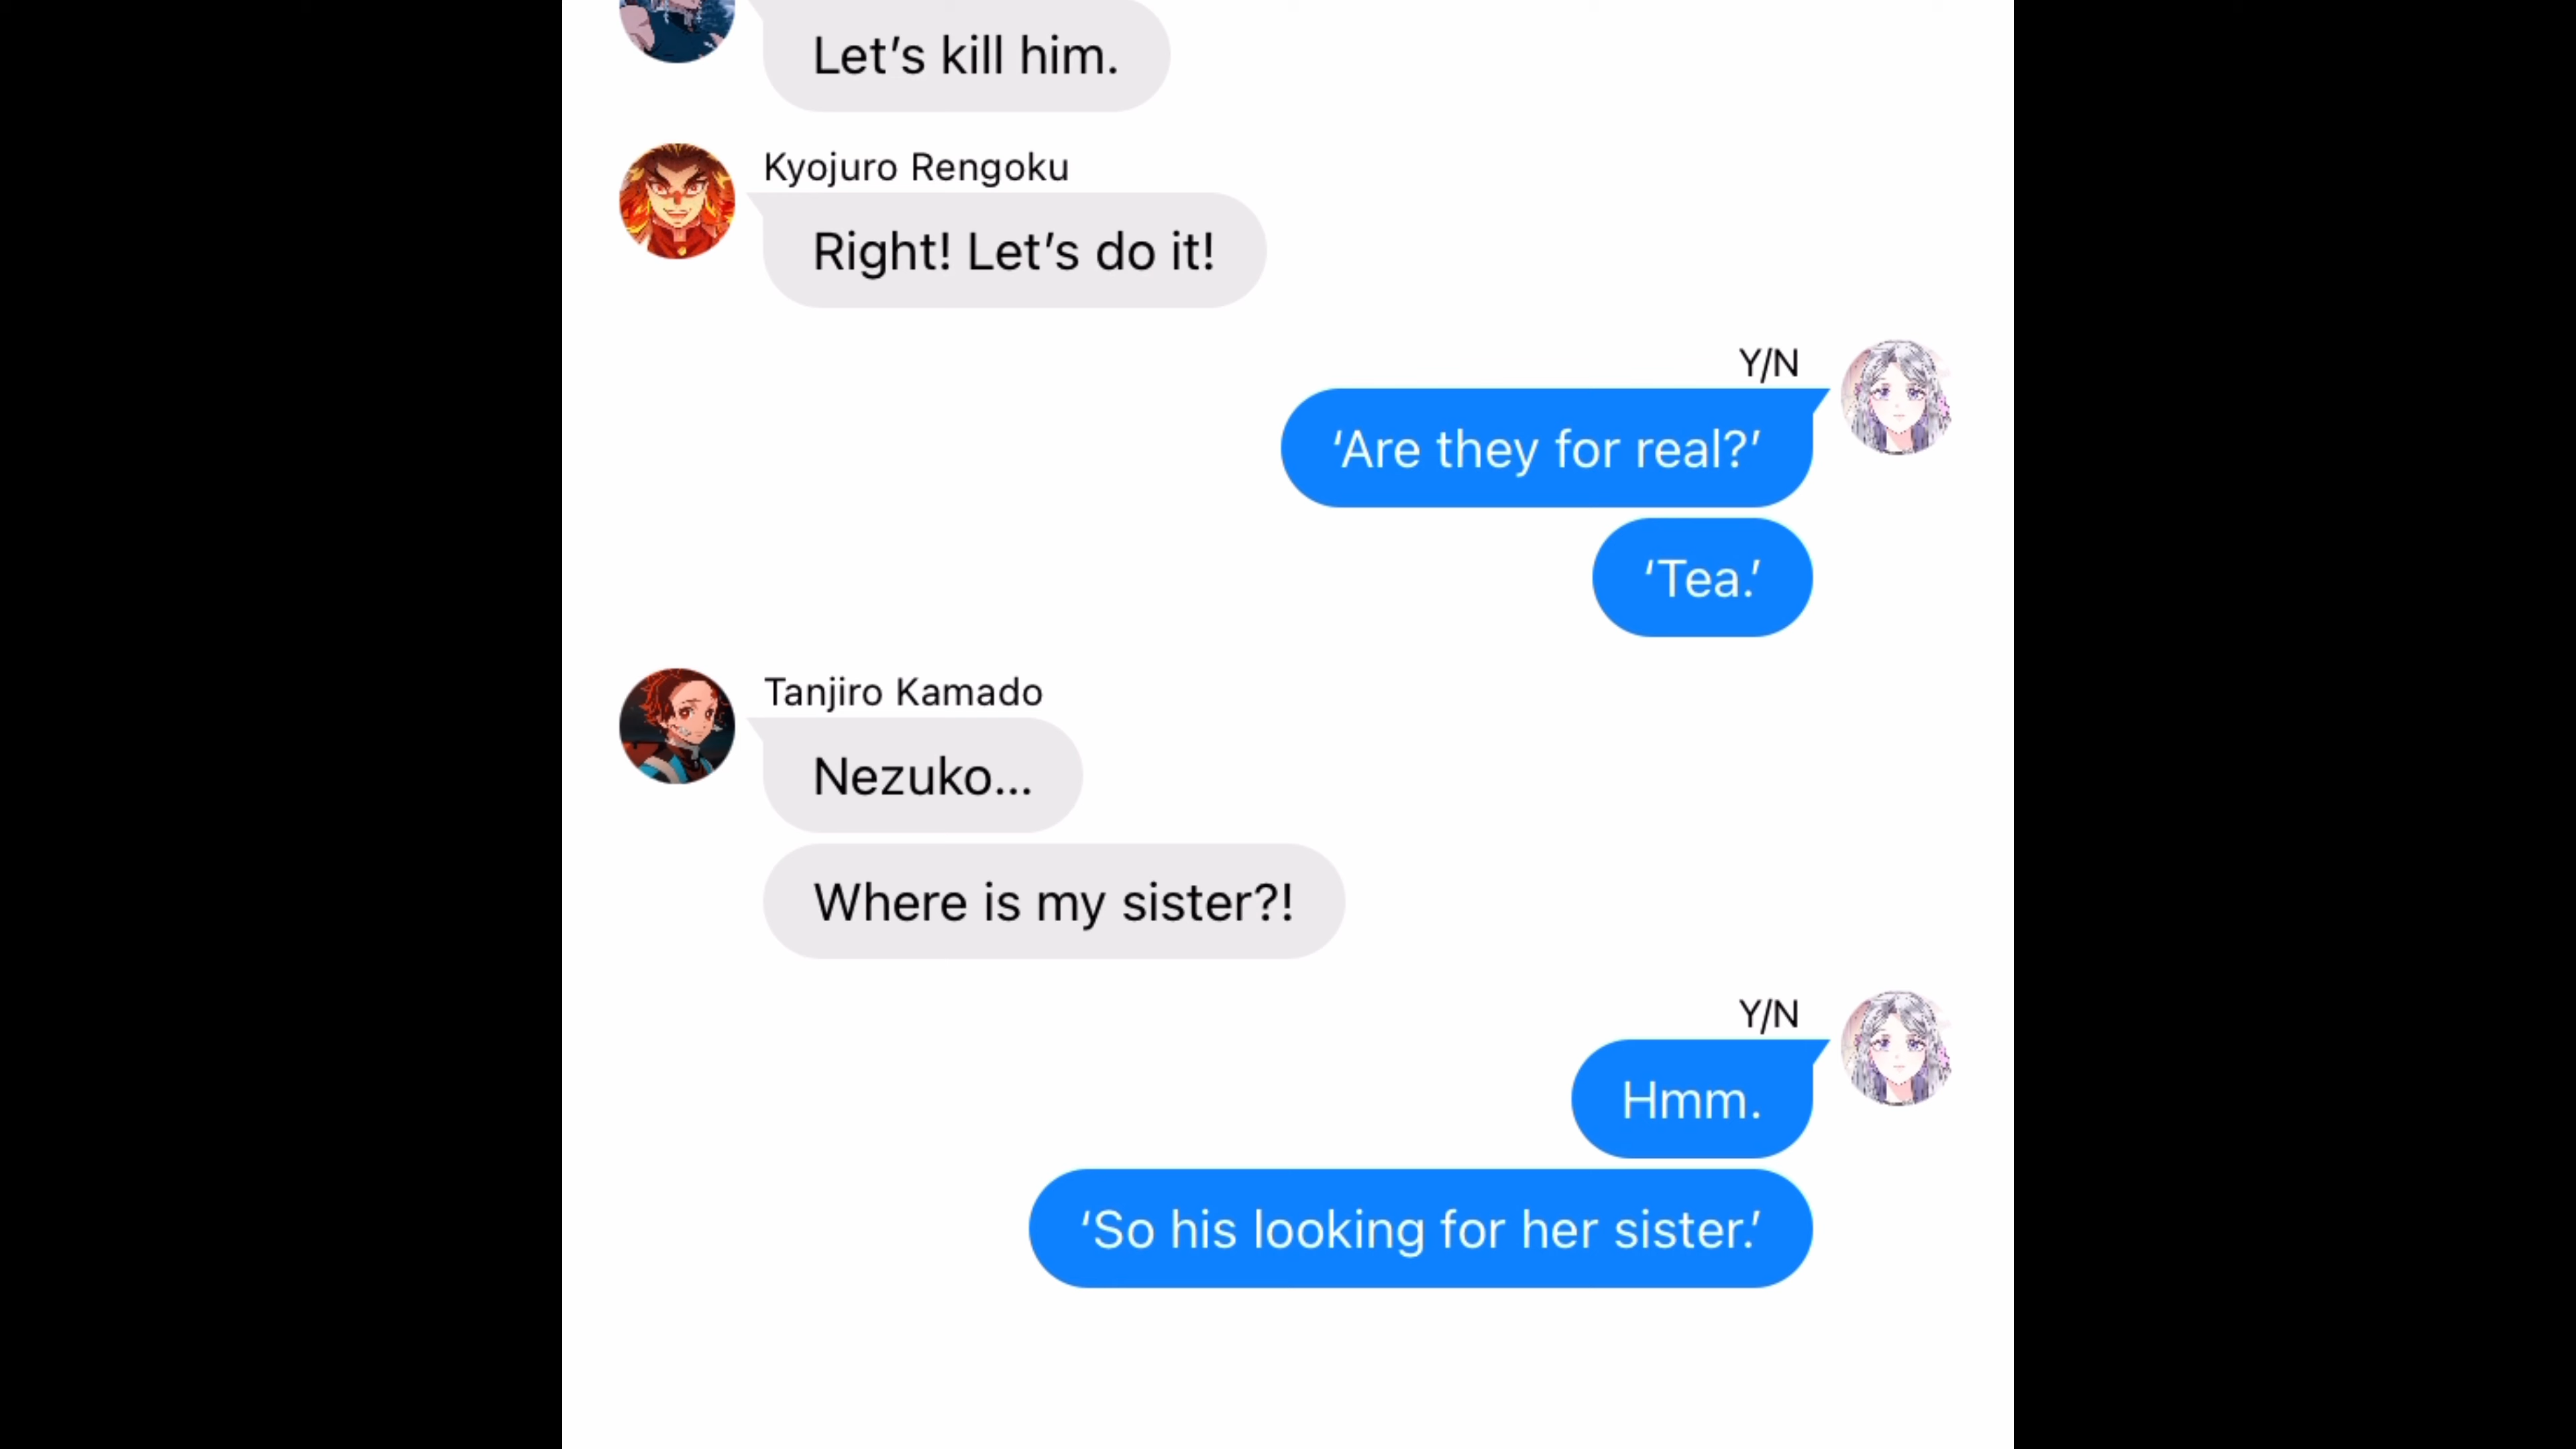 Let’s kill him.
Kyojuro Rengoku
Right! Let’s do it!
Y/N
‘Are they for real?’
‘Tea.’
Tanjiro Kamado
Nezuko...
Where is my sister?!
Y/N
Hmm.
‘So his looking for her sister.’